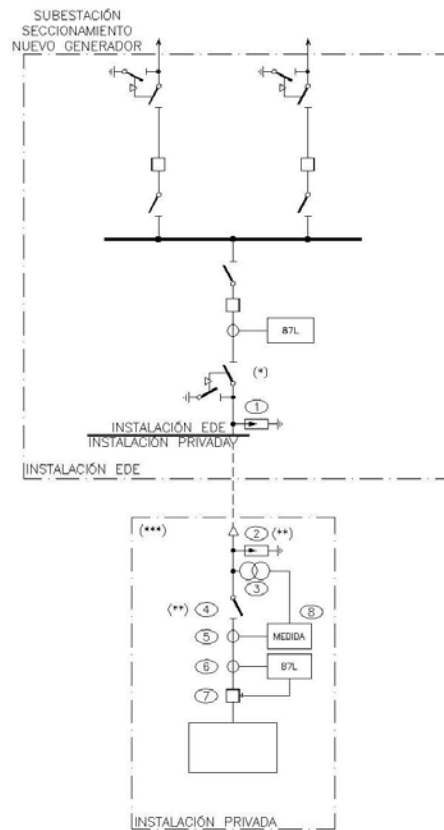 SUBESTACIÓN
SECCIONAMIENTO
NUEVO GENERADOR
87L
(*)
1
INSTALACIÓN EDE
INSTALACIÓN PRIVADAY
INSTALACIÓN EDE
(***)
2 (**)
3
(**) 4
8
5
MEDIDA
6
87L
7
INSTALACIÓN PRIVADA